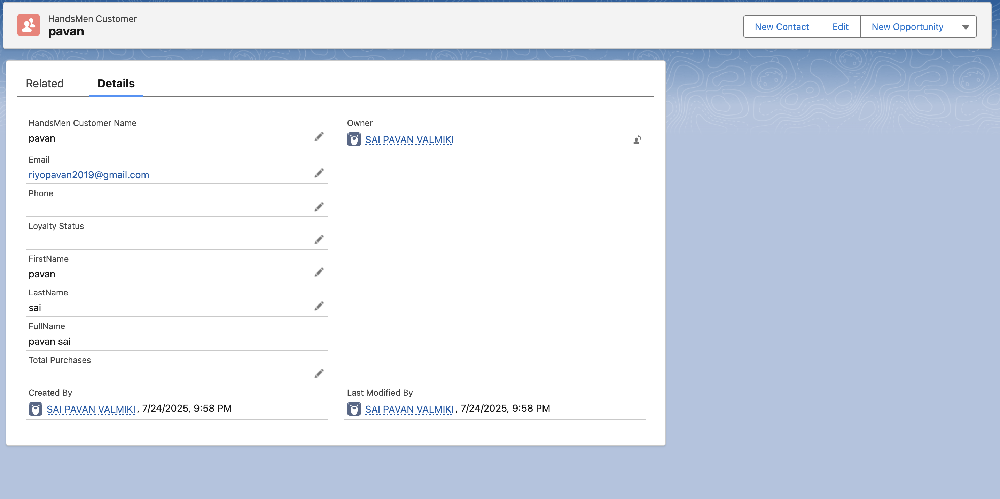 HandsMen Customer
pavan
New Contact
Edit
New Opportunity
Related
Details
HandsMen Customer Name
pavan
Owner
SAI PAVAN VALMIKI
Email
riyopavan2019@gmail.com
Phone
Loyalty Status
FirstName
pavan
LastName
sai
FullName
pavan sai
Total Purchases
Created By
SAI PAVAN VALMIKI, 7/24/2025, 9:58 PM
Last Modified By
SAI PAVAN VALMIKI, 7/24/2025, 9:58 PM